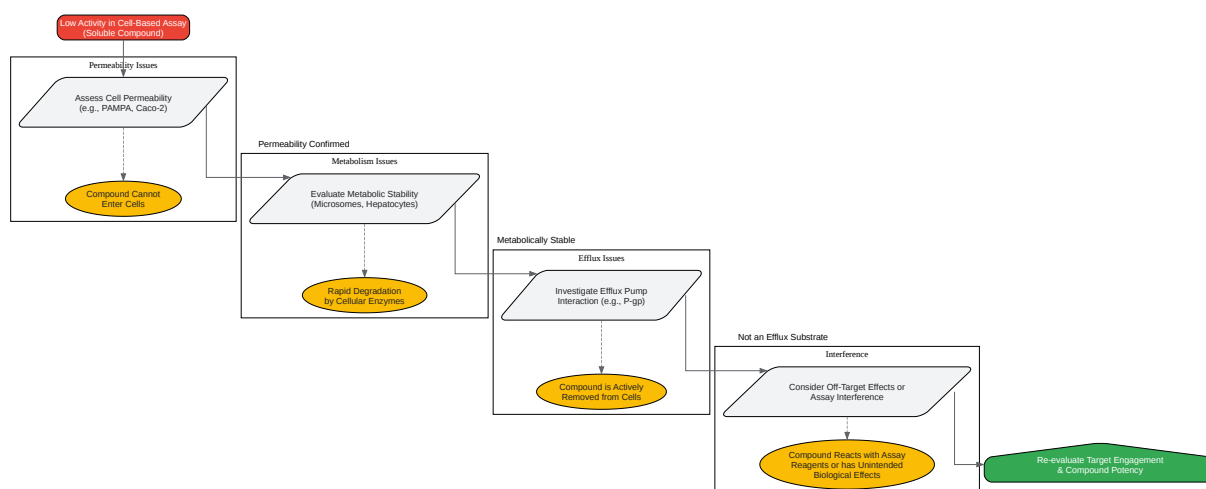 Low Activity in Cell-Based Assay
(Soluble Compound)
Permeability Issues
Assess Cell Permeability
(e.g., PAMPA, Caco-2)
Compound Cannot
Enter Cells
Permeability Confirmed
Metabolism Issues
Evaluate Metabolic Stability
(Microsomes, Hepatocytes)
Rapid Degradation
by Cellular Enzymes
Metabolically Stable
Efflux Issues
Investigate Efflux Pump
Interaction (e.g., P-gp)
Compound is Actively
Removed from Cells
Not an Efflux Substrate
Interference
Consider Off-Target Effects or
Assay Interference
Compound Reacts with Assay
Reagents or has Unintended
Biological Effects
Re-evaluate Target Engagement
& Compound Potency